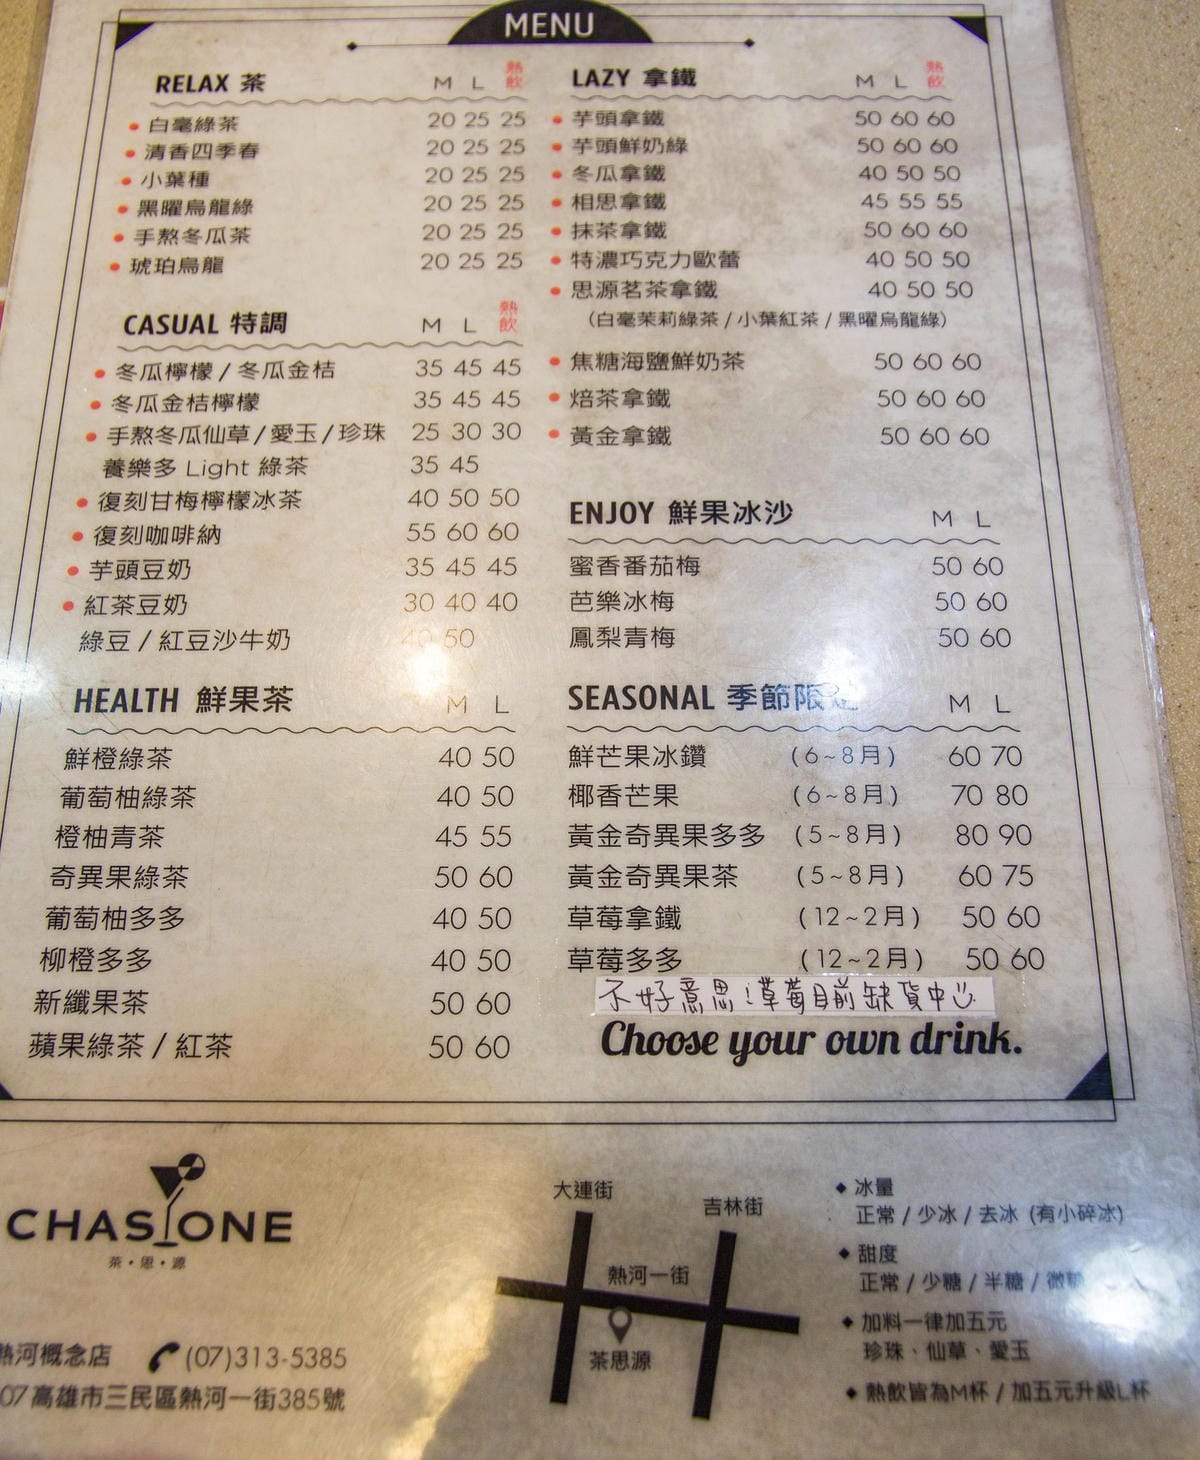 MENU
RELAX 茶 M L 熱飲
白毫綠茶 20 25 25
清香四季春 20 25 25
小葉種 20 25 25
黑曜烏龍綠 20 25 25
手熬冬瓜茶 20 25 25
琥珀烏龍 20 25 25
CASUAL 特調 M L 熱飲
冬瓜檸檬 / 冬瓜金桔 35 45 45
冬瓜金桔檸檬 35 45 45
手熬冬瓜仙草 / 愛玉 / 珍珠 25 30 30
養樂多 Light 綠茶 35 45
復刻甘梅檸檬冰茶 40 50 50
復刻咖啡納 55 60 60
芋頭豆奶 35 45 45
紅茶豆奶 30 40 40
綠豆 / 紅豆沙牛奶 40 50
HEALTH 鮮果茶 M L
鮮橙綠茶 40 50
葡萄柚綠茶 40 50
橙柚青茶 45 55
奇異果綠茶 50 60
葡萄柚多多 40 50
柳橙多多 40 50
新纖果茶 50 60
蘋果綠茶 / 紅茶 50 60
LAZY 拿鐵 M L 熱飲
芋頭拿鐵 50 60 60
芋頭鮮奶綠 50 60 60
冬瓜拿鐵 40 50 50
相思拿鐵 45 55 55
抹茶拿鐵 50 60 60
特濃巧克力歐蕾 40 50 50
思源茗茶拿鐵 40 50 50
(白毫茉莉綠茶 / 小葉紅茶 / 黑曜烏龍綠)
焦糖海鹽鮮奶茶 50 60 60
焙茶拿鐵 50 60 60
黃金拿鐵 50 60 60
ENJOY 鮮果冰沙 M L
蜜香番茄梅 50 60
芭樂冰梅 50 60
鳳梨青梅 50 60
SEASONAL 季節限定 M L
鮮芒果冰鑽 (6~8月) 60 70
椰香芒果 (6~8月) 70 80
黃金奇異果多多 (5~8月) 80 90
黃金奇異果茶 (5~8月) 60 75
草莓拿鐵 (12~2月) 50 60
草莓多多 (12~2月) 50 60
不好意思!草莓目前缺貨中
Choose your own drink.
CHASYONE
茶·思·源
熱河概念店 (07)313-5385
07 高雄市三民區熱河一街385號
大連街
吉林街
熱河一街
茶思源
◆ 冰量
正常 / 少冰 / 去冰 (有小碎冰)
◆ 甜度
正常 / 少糖 / 半糖 / 微
◆ 加料一律加五元
珍珠、仙草、愛玉
◆ 熱飲皆為M杯 / 加五元升級L杯